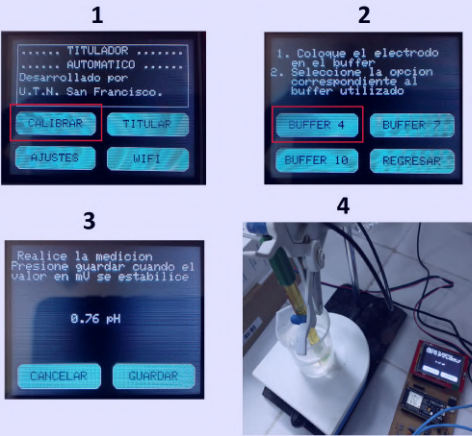 1
...... TITULADOR .......
...... AUTOMATICO ......
Desarrollado por
U.T.N. San Francisco.
CALIBRAR
TITULAR
AJUSTES
WIFI
2
1. Coloque el electrodo
en el buffer
2. Seleccione la opcion
correspondiente al
buffer utilizado
BUFFER 4
BUFFER 7
BUFFER 10
REGRESAR
3
Realice la medicion
Presione guardar cuando el
valor en mV se estabilice
0.76 pH
CANCELAR
GUARDAR
4